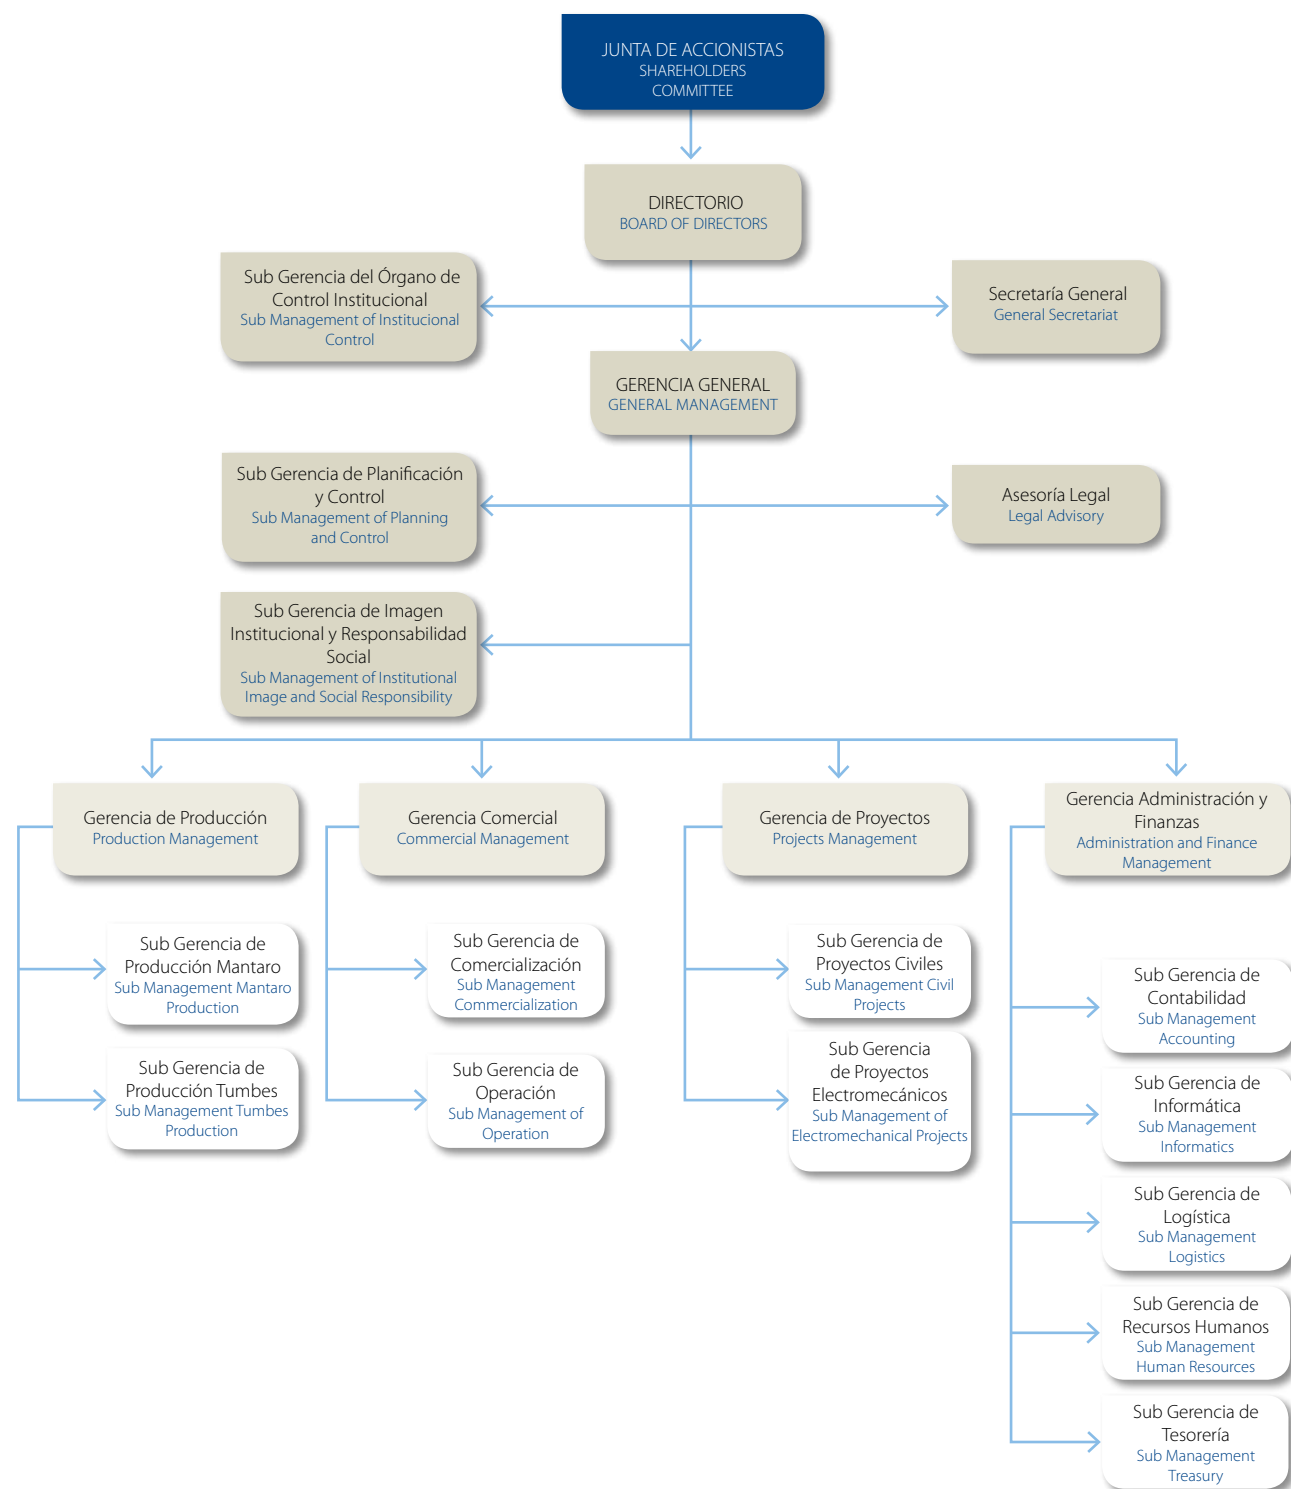 JUNTA DE ACCIONISTAS
SHAREHOLDERS
COMMITTEE
DIRECTORIO
BOARD OF DIRECTORS
Sub Gerencia del Órgano de
Control Institucional
Sub Management of Institucional
Control
Secretaría General
General Secretariat
GERENCIA GENERAL
GENERAL MANAGEMENT
Sub Gerencia de Planificación
y Control
Sub Management of Planning
and Control
Asesoría Legal
Legal Advisory
Sub Gerencia de Imagen
Institucional y Responsabilidad
Social
Sub Management of Institutional
Image and Social Responsibility
Gerencia de Producción
Production Management
Gerencia Comercial
Commercial Management
Gerencia de Proyectos
Projects Management
Gerencia Administración y
Finanzas
Administration and Finance
Management
Sub Gerencia de
Producción Mantaro
Sub Management Mantaro
Production
Sub Gerencia de
Producción Tumbes
Sub Management Tumbes
Production
Sub Gerencia de
Comercialización
Sub Management
Commercialization
Sub Gerencia de
Operación
Sub Management of
Operation
Sub Gerencia de
Proyectos Civiles
Sub Management Civil
Projects
Sub Gerencia
de Proyectos
Electromecánicos
Sub Management of
Electromechanical Projects
Sub Gerencia de
Contabilidad
Sub Management
Accounting
Sub Gerencia de
Informática
Sub Management
Informatics
Sub Gerencia de
Logística
Sub Management
Logistics
Sub Gerencia de
Recursos Humanos
Sub Management
Human Resources
Sub Gerencia de
Tesorería
Sub Management
Treasury